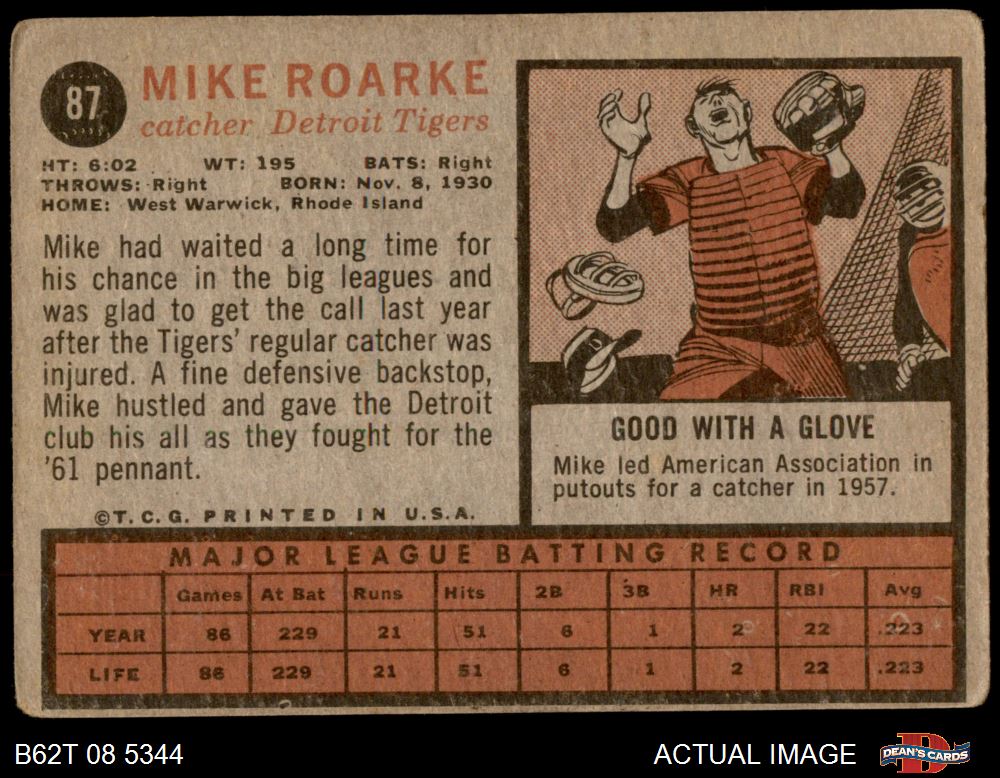 87
MIKE ROARKE
catcher Detroit Tigers
HT: 6:02 WT: 195 BATS: Right
THROWS: Right BORN: Nov. 8, 1930
HOME: West Warwick, Rhode Island
Mike had waited a long time for
his chance in the big leagues and
was glad to get the call last year
after the Tigers' regular catcher was
injured. A fine defensive backstop,
Mike hustled and gave the Detroit
club his all as they fought for the
'61 pennant.
©T. C. G. PRINTED IN U.S.A.
GOOD WITH A GLOVE
Mike led American Association in
putouts for a catcher in 1957.
MAJOR LEAGUE BATTING RECORD
Games At Bat Runs Hits 2B 3B HR RBI Avg
YEAR 86 229 21 51 6 1 2 22 .223
LIFE 86 229 21 51 6 1 2 22 .223
B62T 08 5344 ACTUAL IMAGE DEAN'S CARDS